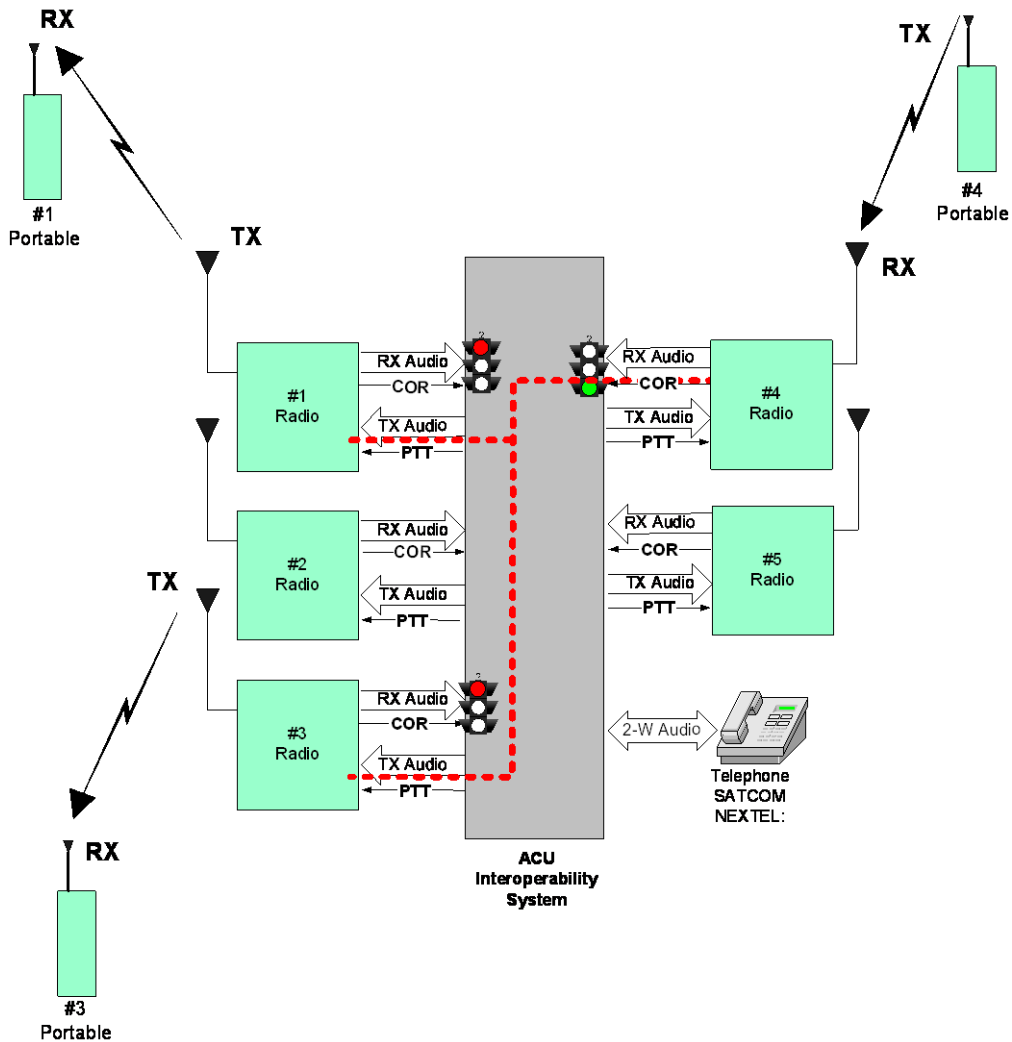 RX
#1
Portable
TX
TX
#4
Portable
RX
2
2
#1
Radio
RX Audio
COR
TX Audio
PTT
RX Audio
COR
TX Audio
PTT
#4
Radio
#2
Radio
RX Audio
COR
TX Audio
PTT
RX Audio
COR
TX Audio
PTT
#5
Radio
TX
2
#3
Radio
RX Audio
COR
TX Audio
PTT
2-W Audio
Telephone
SATCOM
NEXTEL:
ACU
Interoperability
System
RX
#3
Portable